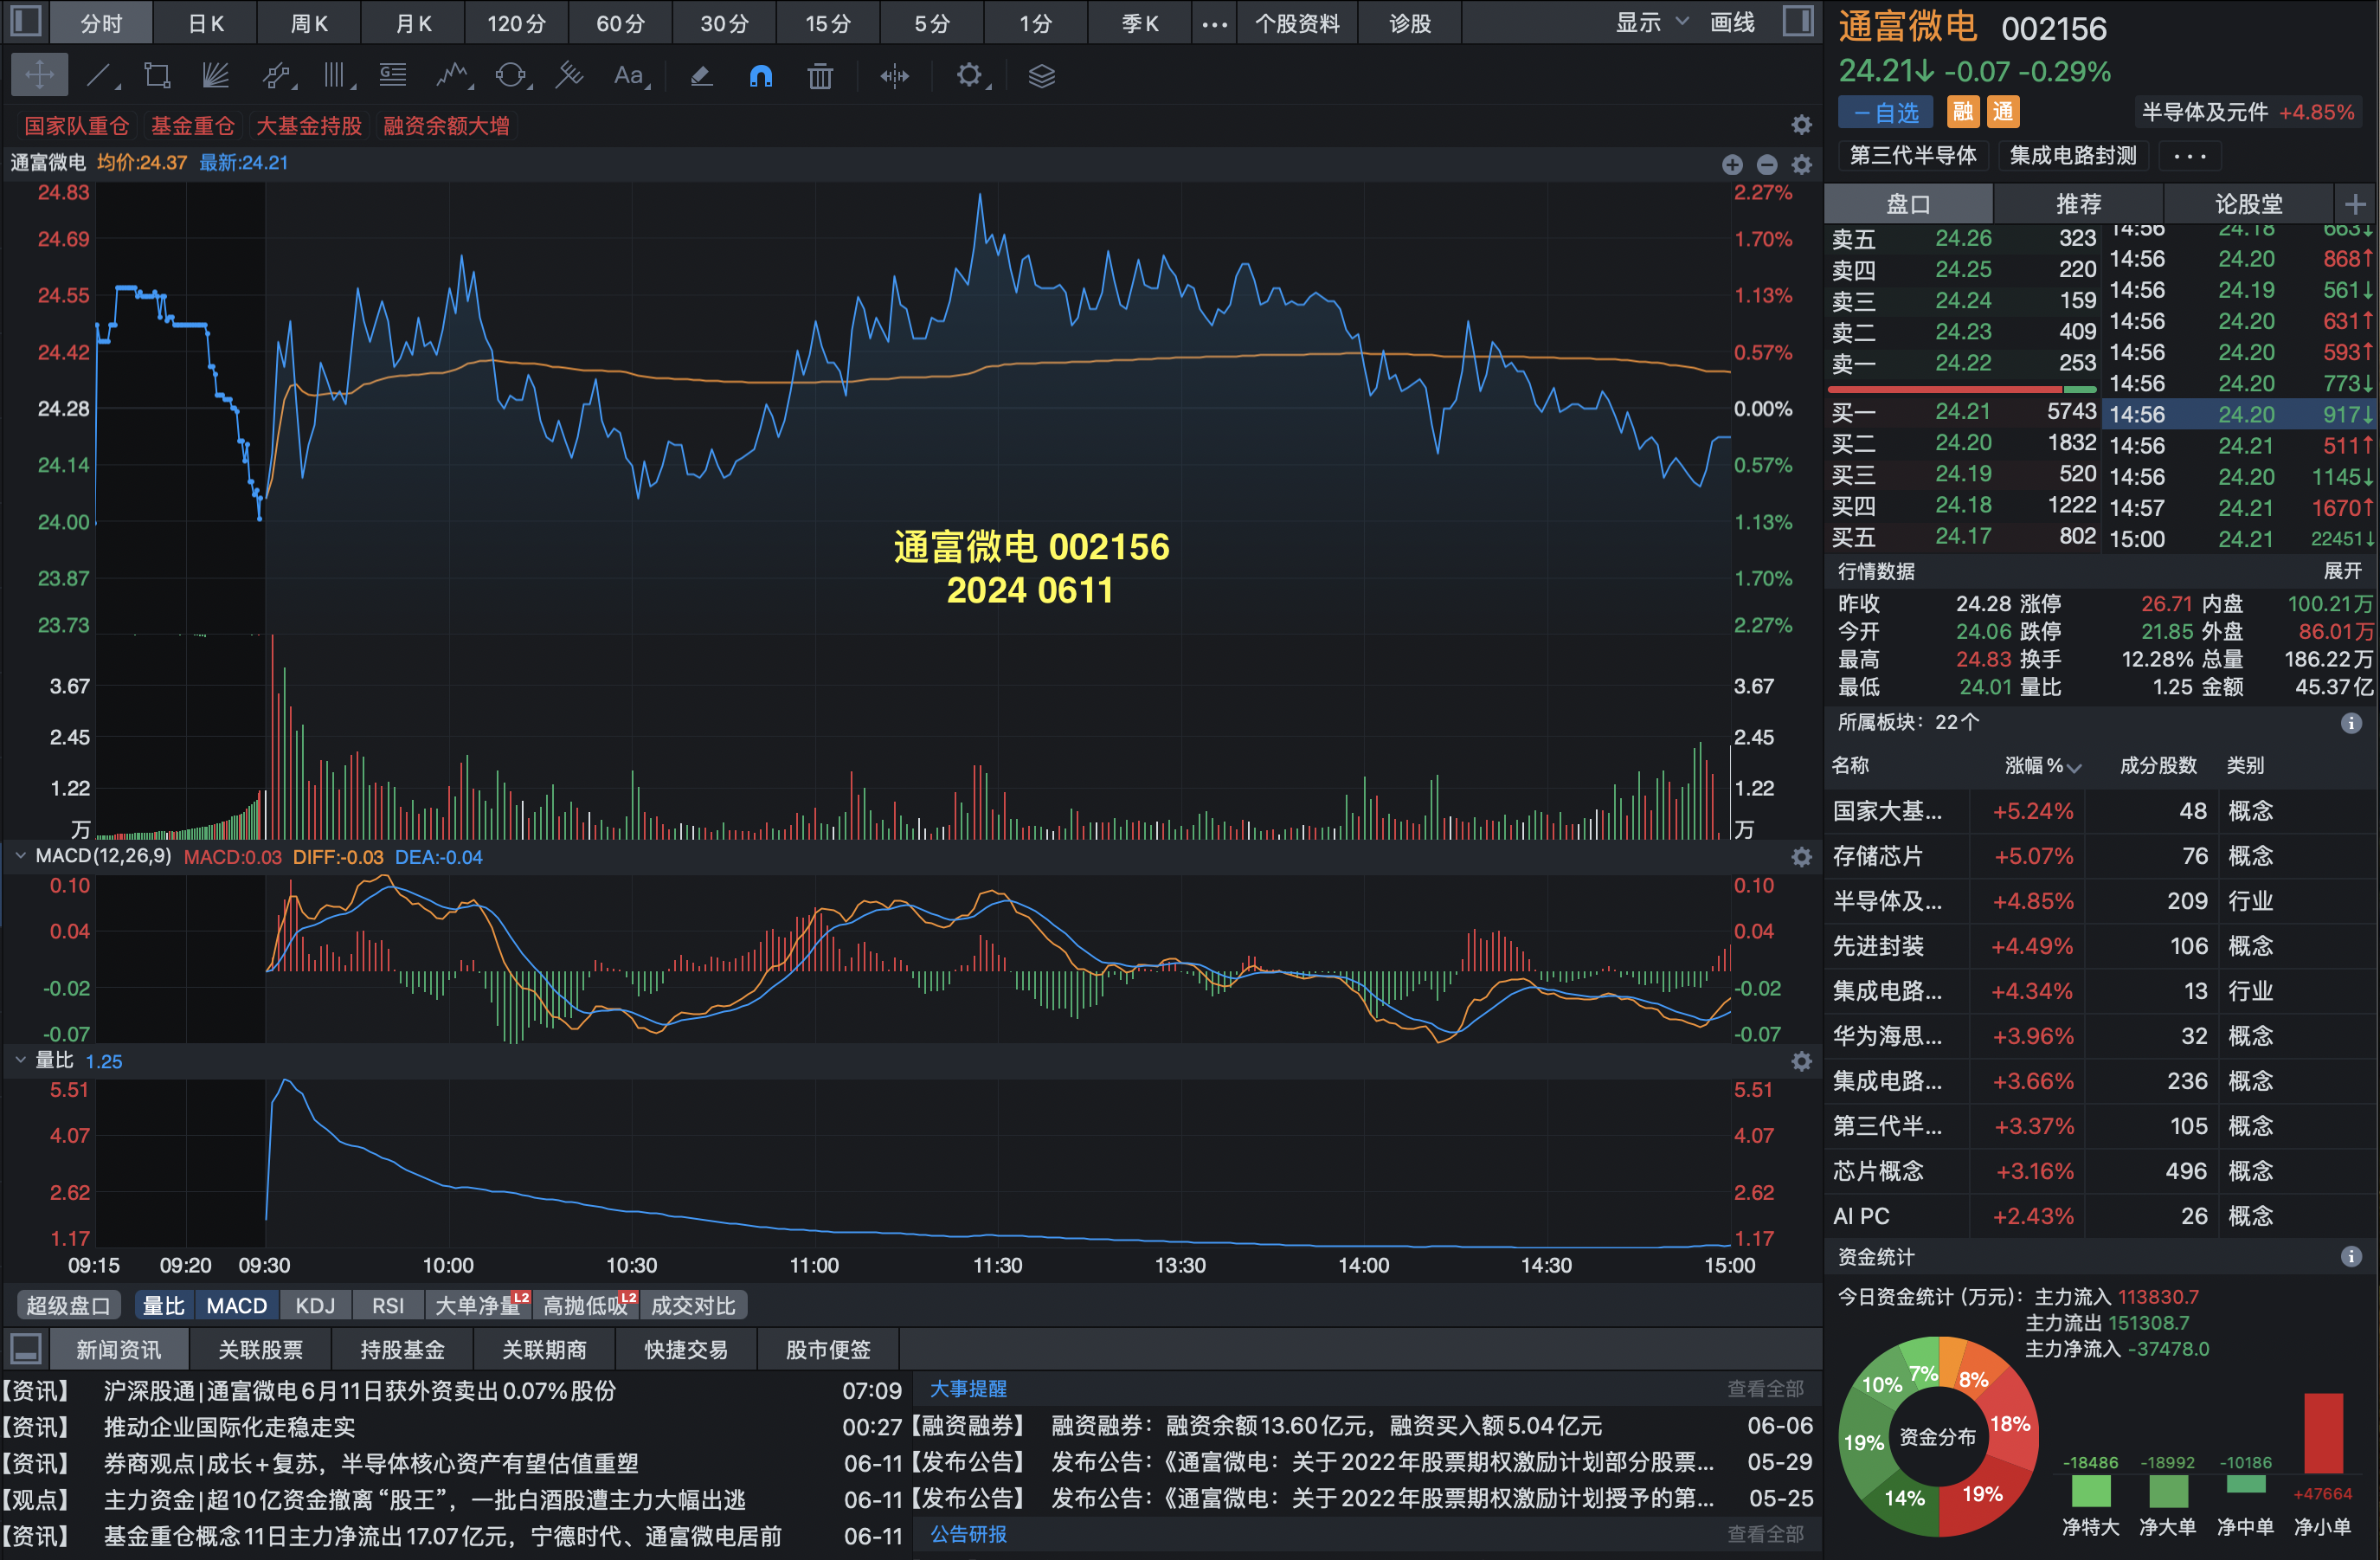 分时 日K 周K 月K 120分 60分 30分 15分 5分 1分 季K ••• 个股资料 诊股 显示 画线
Aa
国家队重仓 基金重仓 大基金持股 融资余额大增
通富微电 均价:24.37 最新:24.21
24.83 2.27%
24.69 1.70%
24.55 1.13%
24.42 0.57%
24.28 0.00%
24.14 0.57%
24.00 1.13%
23.87 1.70%
23.73 2.27%
通富微电 002156
2024 0611
3.67 3.67
2.45 2.45
1.22 1.22
万 万
MACD(12,26,9) MACD:0.03 DIFF:-0.03 DEA:-0.04
0.10 0.10
0.04 0.04
-0.02 -0.02
-0.07 -0.07
量比 1.25
5.51 5.51
4.07 4.07
2.62 2.62
1.17 1.17
09:15 09:20 09:30 10:00 10:30 11:00 11:30 13:30 14:00 14:30 15:00
超级盘口 量比 MACD KDJ RSI 大单净量 L2 高抛低吸 L2 成交对比
新闻资讯 关联股票 持股基金 关联期商 快捷交易 股市便签
【资讯】 沪深股通|通富微电6月11日获外资卖出0.07%股份 07:09
【资讯】 推动企业国际化走稳走实 00:27
【资讯】 券商观点|成长+复苏，半导体核心资产有望估值重塑 06-11
【观点】 主力资金|超10亿资金撤离“股王”，一批白酒股遭主力大幅出逃 06-11
【资讯】 基金重仓概念11日主力净流出17.07亿元，宁德时代、通富微电居前 06-11
大事提醒 查看全部
【融资融券】 融资融券：融资余额13.60亿元，融资买入额5.04亿元 06-06
【发布公告】 发布公告：《通富微电：关于2022年股票期权激励计划部分股票... 05-29
【发布公告】 发布公告：《通富微电：关于2022年股票期权激励计划授予的第... 05-25
公告研报 查看全部
通富微电 002156
24.21↓ -0.07 -0.29%
－自选 融 通 半导体及元件 +4.85%
第三代半导体 集成电路封测 •••
盘口 推荐 论股堂 +
卖五 24.26 323
卖四 24.25 220
卖三 24.24 159
卖二 24.23 409
卖一 24.22 253
买一 24.21 5743
买二 24.20 1832
买三 24.19 520
买四 24.18 1222
买五 24.17 802
14:56 24.18 663↓
14:56 24.20 868↑
14:56 24.19 561↓
14:56 24.20 631↑
14:56 24.20 593↑
14:56 24.20 773↓
14:56 24.20 917↓
14:56 24.21 511↑
14:56 24.20 1145↓
14:57 24.21 1670↑
15:00 24.21 22451↓
行情数据 展开
昨收 24.28 涨停 26.71 内盘 100.21万
今开 24.06 跌停 21.85 外盘 86.01万
最高 24.83 换手 12.28% 总量 186.22万
最低 24.01 量比 1.25 金额 45.37亿
所属板块：22个
名称 涨幅% 成分股数 类别
国家大基... +5.24% 48 概念
存储芯片 +5.07% 76 概念
半导体及... +4.85% 209 行业
先进封装 +4.49% 106 概念
集成电路... +4.34% 13 行业
华为海思... +3.96% 32 概念
集成电路... +3.66% 236 概念
第三代半... +3.37% 105 概念
芯片概念 +3.16% 496 概念
AI PC +2.43% 26 概念
资金统计
今日资金统计(万元)：主力流入 113830.7
主力流出 151308.7
主力净流入 -37478.0
资金分布
8%
18%
19%
14%
19%
10%
7%
-18486 -18992 -10186 +47664
净特大 净大单 净中单 净小单